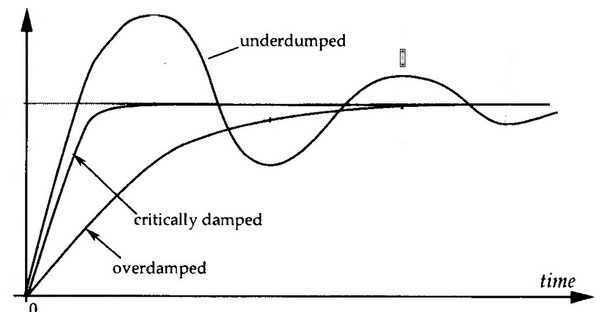 underdumped
critically damped
overdamped
time
0